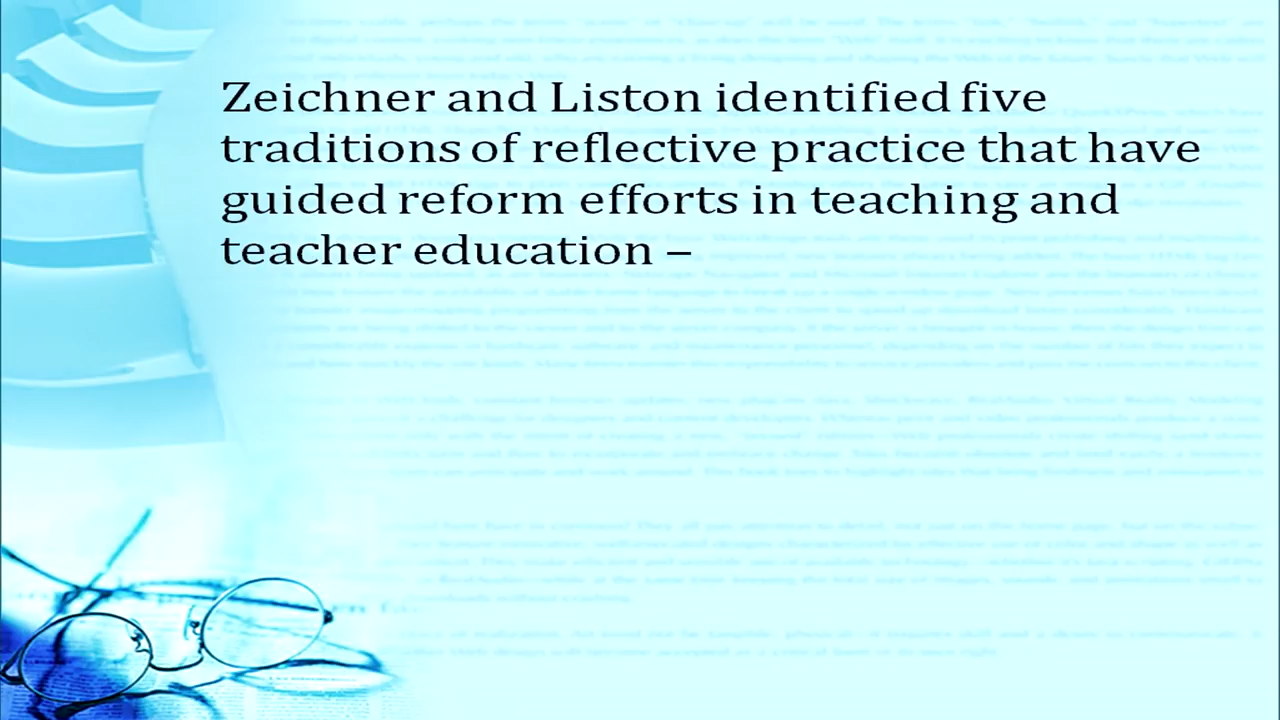 Zeichner and Liston identified five
traditions of reflective practice that have
guided reform efforts in teaching and
teacher education –